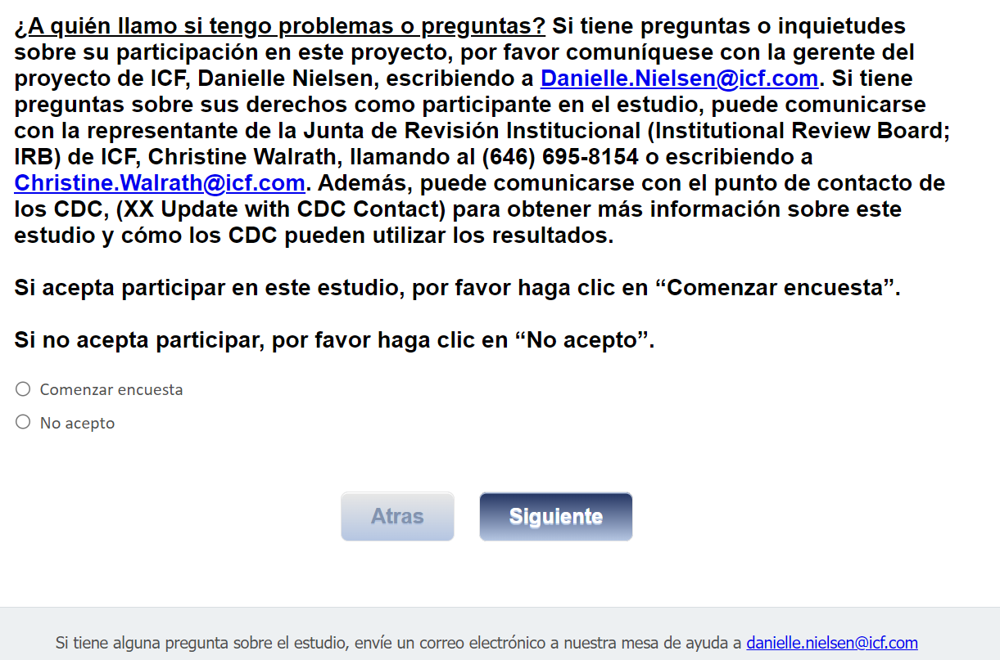 ¿A quién llamo si tengo problemas o preguntas? Si tiene preguntas o inquietudes
sobre su participación en este proyecto, por favor comuníquese con la gerente del
proyecto de ICF, Danielle Nielsen, escribiendo a Danielle.Nielsen@icf.com. Si tiene
preguntas sobre sus derechos como participante en el estudio, puede comunicarse
con la representante de la Junta de Revisión Institucional (Institutional Review Board;
IRB) de ICF, Christine Walrath, llamando al (646) 695-8154 o escribiendo a
Christine.Walrath@icf.com. Además, puede comunicarse con el punto de contacto de
los CDC, (XX Update with CDC Contact) para obtener más información sobre este
estudio y cómo los CDC pueden utilizar los resultados.
Si acepta participar en este estudio, por favor haga clic en “Comenzar encuesta”.
Si no acepta participar, por favor haga clic en “No acepto”.
Comenzar encuesta
No acepto
Atras Siguiente
Si tiene alguna pregunta sobre el estudio, envíe un correo electrónico a nuestra mesa de ayuda a danielle.nielsen@icf.com